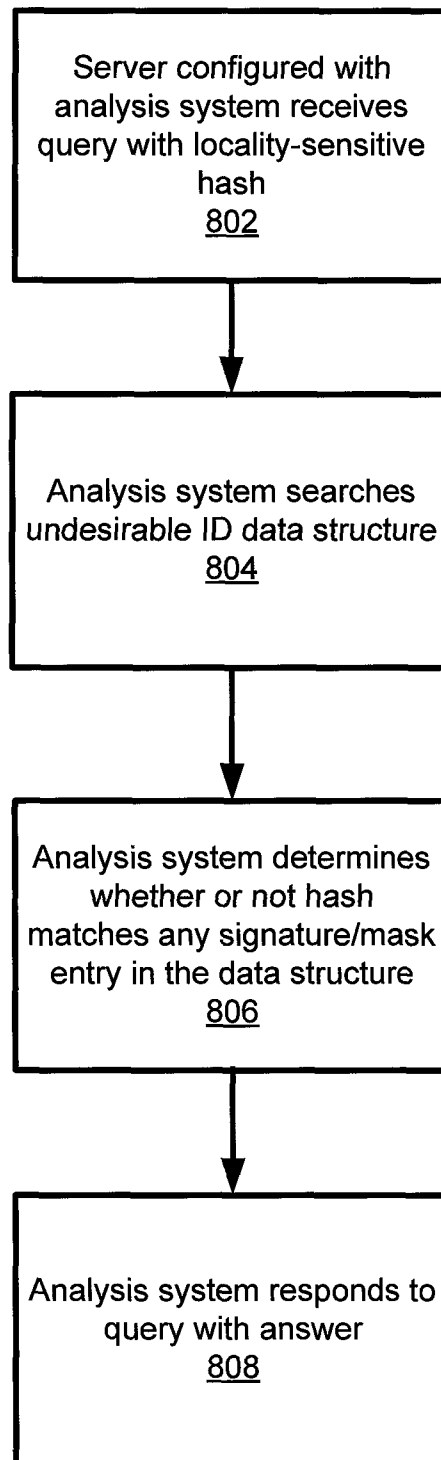 Server configured with
analysis system receives
query with locality-sensitive
hash
802
Analysis system searches
undesirable ID data structure
804
Analysis system determines
whether or not hash
matches any signature/mask
entry in the data structure
806
Analysis system responds to
query with answer
808